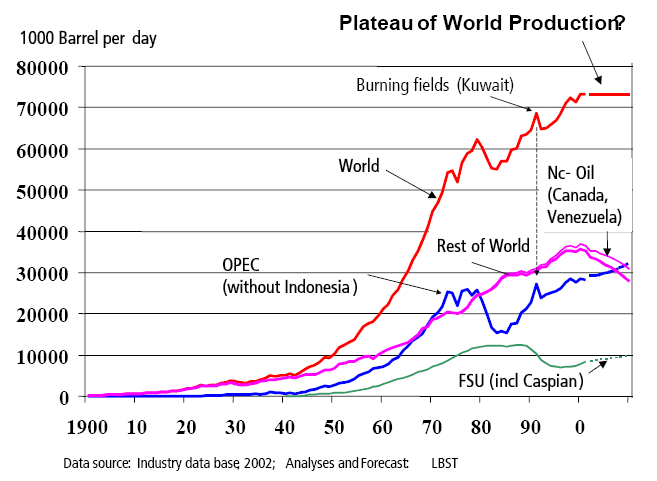 Plateau of World Production?
1000 Barrel per day
80000
70000
60000
50000
40000
30000
20000
10000
0
Burning fields (Kuwait)
World
Nc- Oil
(Canada,
Venezuela)
Rest of World
OPEC
(without Indonesia)
FSU (incl Caspian)
1900 10 20 30 40 50 60 70 80 90 0
Data source: Industry data base, 2002; Analyses and Forecast: LBST